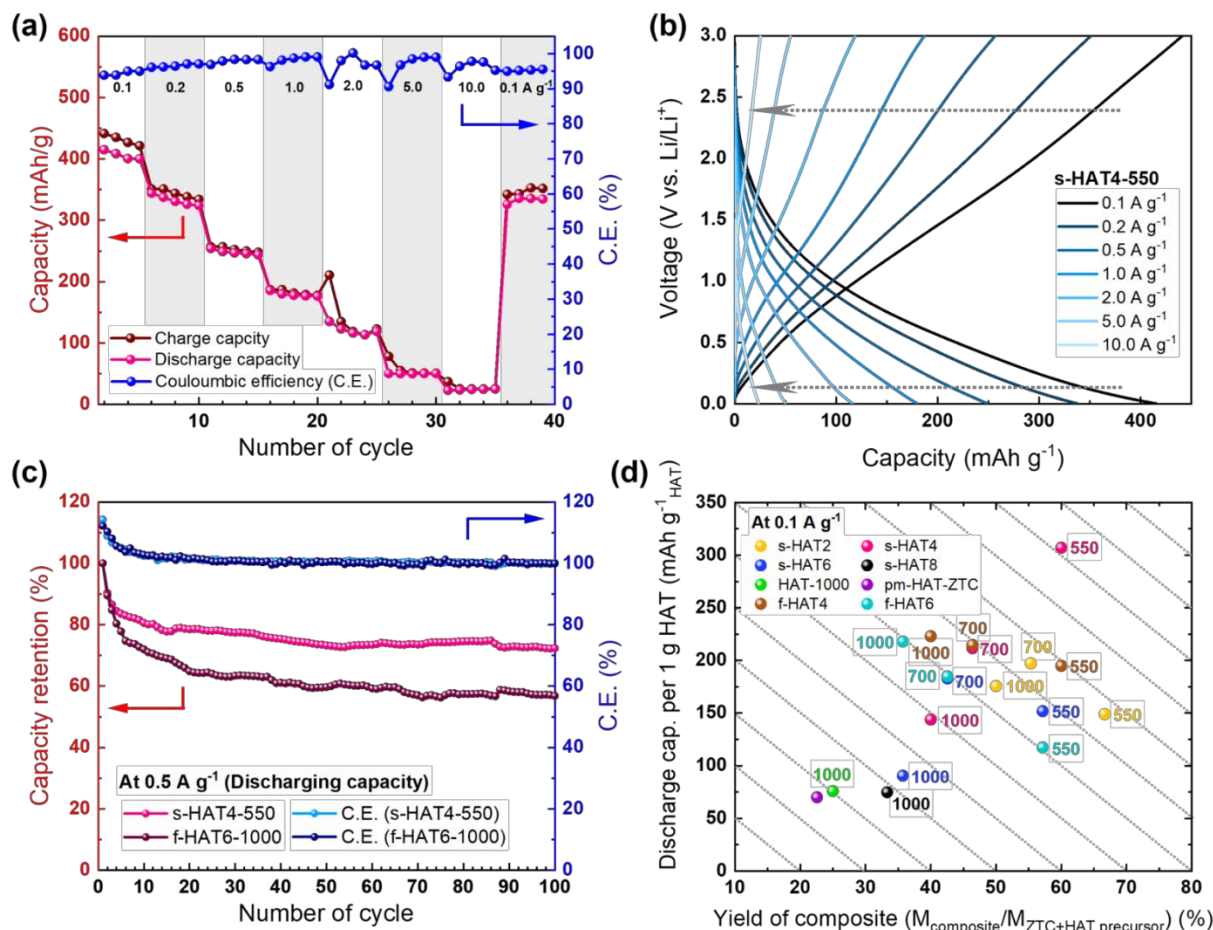 (a)
600
500
400
300
200
100
0
Capacity (mAh/g)
0.1
0.2
0.5
1.0
2.0
5.0
10.0
0.1 A g⁻¹
100
90
80
70
60
50
40
30
20
10
0
C.E. (%)
Charge capcity
Discharge capacity
Couloumbic efficiency (C.E.)
10
20
30
40
Number of cycle
(b)
3.0
2.4
1.8
1.2
0.6
0.0
Voltage (V vs. Li/Li⁺)
s-HAT4-550
0.1 A g⁻¹
0.2 A g⁻¹
0.5 A g⁻¹
1.0 A g⁻¹
2.0 A g⁻¹
5.0 A g⁻¹
10.0 A g⁻¹
0
100
200
300
400
Capacity (mAh g⁻¹)
(c)
120
100
80
60
40
20
0
Capacity retention (%)
120
100
80
60
40
20
0
C.E. (%)
At 0.5 A g⁻¹ (Discharging capacity)
s-HAT4-550
C.E. (s-HAT4-550)
f-HAT6-1000
C.E. (f-HAT6-1000)
0
10
20
30
40
50
60
70
80
90
100
Number of cycle
(d)
350
300
250
200
150
100
50
0
Discharge cap. per 1 g HAT (mAh g⁻¹HAT)
At 0.1 A g⁻¹
s-HAT2
s-HAT4
s-HAT6
s-HAT8
HAT-1000
pm-HAT-ZTC
f-HAT4
f-HAT6
550
1000
1000
700
700
700
700
700
1000
550
1000
550
550
550
1000
1000
1000
10
20
30
40
50
60
70
80
Yield of composite (Mcomposite/MZTC+HAT precursor) (%)